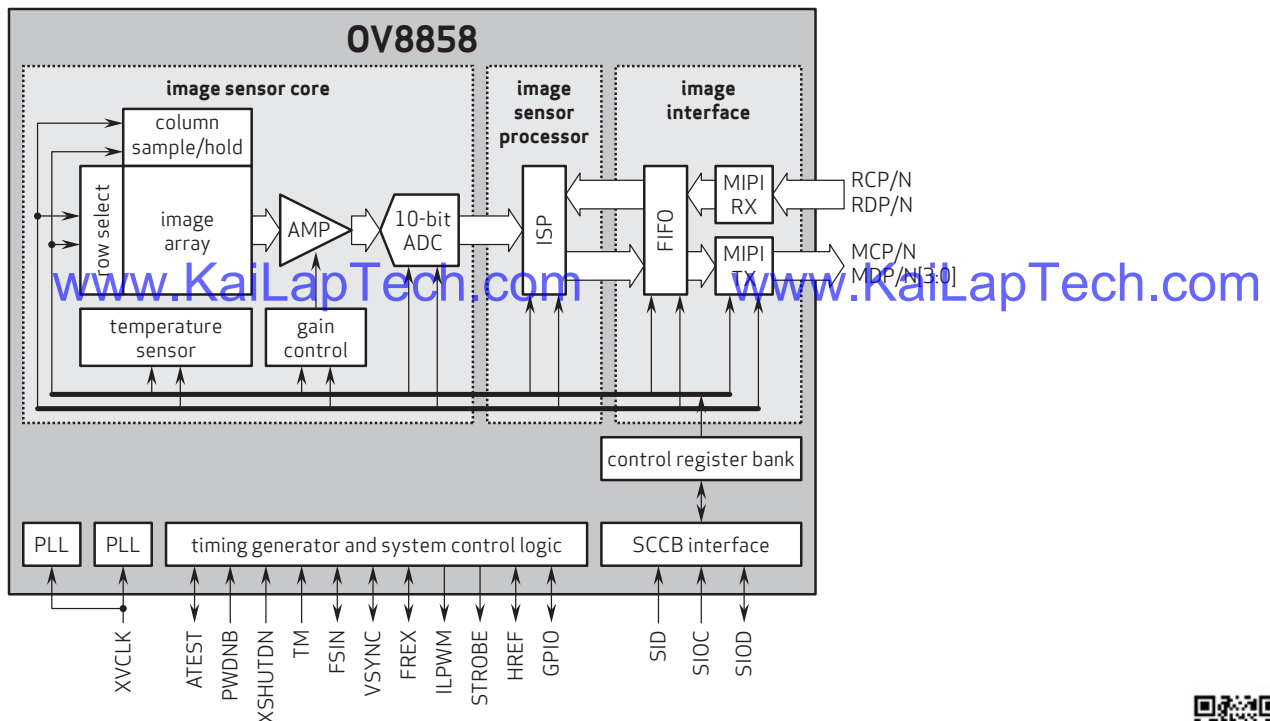 OV8858
image sensor core
image
sensor
processor
image
interface
column
sample/hold
row select
image
array
AMP
10-bit
ADC
ISP
FIFO
MIPI
RX
MIPI
TX
RCP/N
RDP/N
MCP/N
MDP/N[3:0]
www.KaiLapTech.com
www.KaiLapTech.com
temperature
sensor
gain
control
control register bank
PLL
PLL
timing generator and system control logic
SCCB interface
XVCLK
ATEST
PWDNB
XSHUTDN
TM
FSIN
VSYNC
FREX
ILPWM
STROBE
HREF
GPIO
SID
SIOC
SIOD